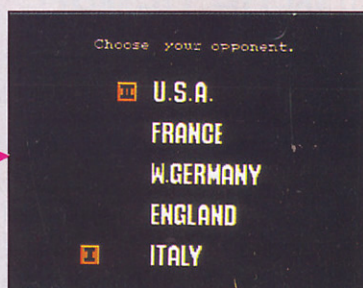 Choose your opponent.
II U.S.A.
FRANCE
W.GERMANY
ENGLAND
I ITALY